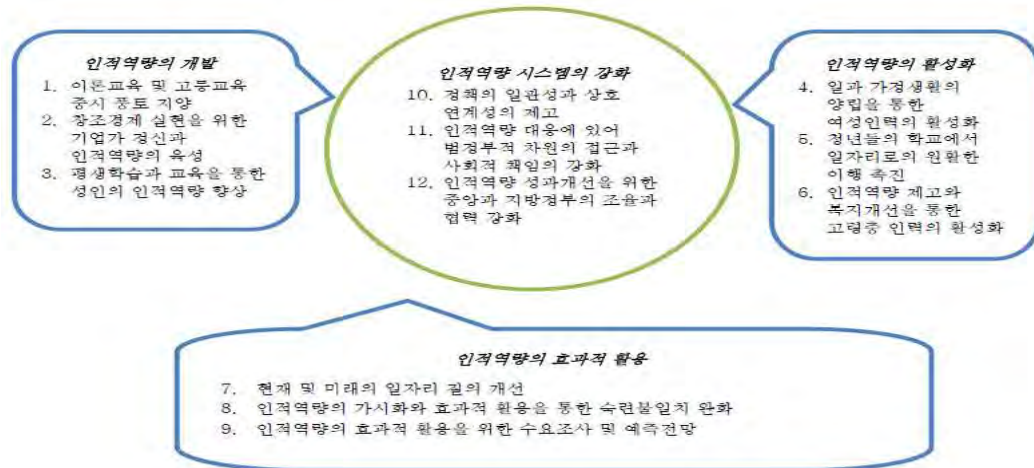 인적역량의 개발
1. 이론교육 및 고등교육
중시 풍토 지양
2. 창조경제 실현을 위한
기업가 정신과
인적역량의 육성
3. 평생학습과 교육을 통한
성인의 인적역량 향상
인적역량 시스템의 강화
10. 정책의 일관성과 상호
연계성의 제고
11. 인적역량 대응에 있어
범정부적 차원의 접근과
사회적 책임의 강화
12. 인적역량 성과개선을 위한
중앙과 지방정부의 조율과
협력 강화
인적역량의 활성화
4. 일과 가정생활의
양립을 통한
여성인력의 활성화
5. 청년들의 학교에서
일자리로의 원활한
이행 촉진
6. 인적역량 제고와
복지개선을 통한
고령층 인력의 활성화
인적역량의 효과적 활용
7. 현재 및 미래의 일자리 질의 개선
8. 인적역량의 가시화와 효과적 활용을 통한 숙련불일치 완화
9. 인적역량의 효과적 활용을 위한 수요조사 및 예측전망